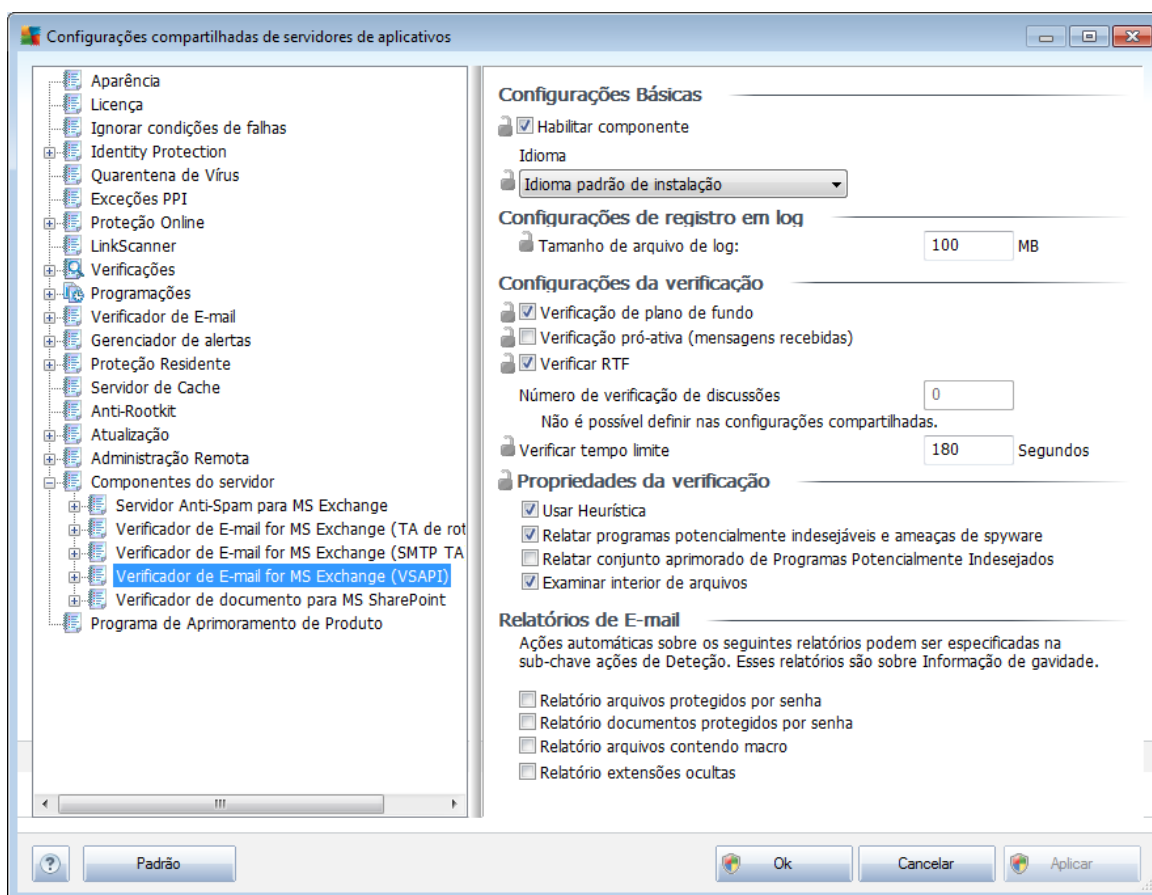 Configurações compartilhadas de servidores de aplicativos
Aparência
Licença
Ignorar condições de falhas
Identity Protection
Quarentena de Vírus
Exceções PPI
Proteção Online
LinkScanner
Verificações
Programações
Verificador de E-mail
Gerenciador de alertas
Proteção Residente
Servidor de Cache
Anti-Rootkit
Atualização
Administração Remota
Componentes do servidor
Servidor Anti-Spam para MS Exchange
Verificador de E-mail for MS Exchange (TA de rot
Verificador de E-mail for MS Exchange (SMTP TA
Verificador de E-mail for MS Exchange (VSAPI)
Verificador de documento para MS SharePoint
Programa de Aprimoramento de Produto
Configurações Básicas
Habilitar componente
Idioma
Idioma padrão de instalação
Configurações de registro em log
Tamanho de arquivo de log: 100 MB
Configurações da verificação
Verificação de plano de fundo
Verificação pró-ativa (mensagens recebidas)
Verificar RTF
Número de verificação de discussões 0
Não é possível definir nas configurações compartilhadas.
Verificar tempo limite 180 Segundos
Propriedades da verificação
Usar Heurística
Relatar programas potencialmente indesejáveis e ameaças de spyware
Relatar conjunto aprimorado de Programas Potencialmente Indesejados
Examinar interior de arquivos
Relatórios de E-mail
Ações automáticas sobre os seguintes relatórios podem ser especificadas na
sub-chave ações de Deteção. Esses relatórios são sobre Informação de gavidade.
Relatório arquivos protegidos por senha
Relatório documentos protegidos por senha
Relatório arquivos contendo macro
Relatório extensões ocultas
? Padrão Ok Cancelar Aplicar